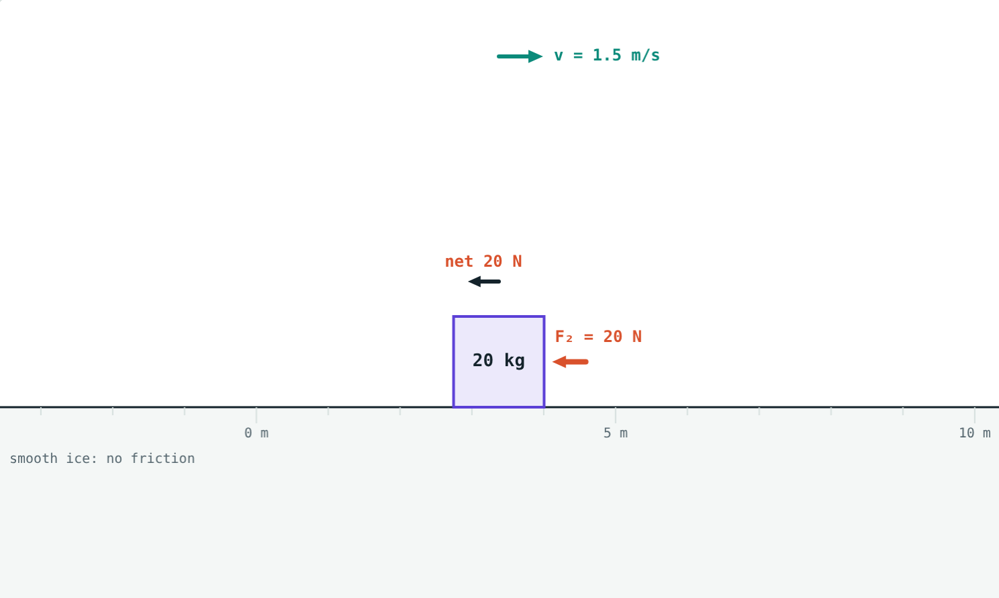 v = 1.5 m/s
net 20 N
F₂ = 20 N
20 kg
0 m
5 m
10 m
smooth ice: no friction